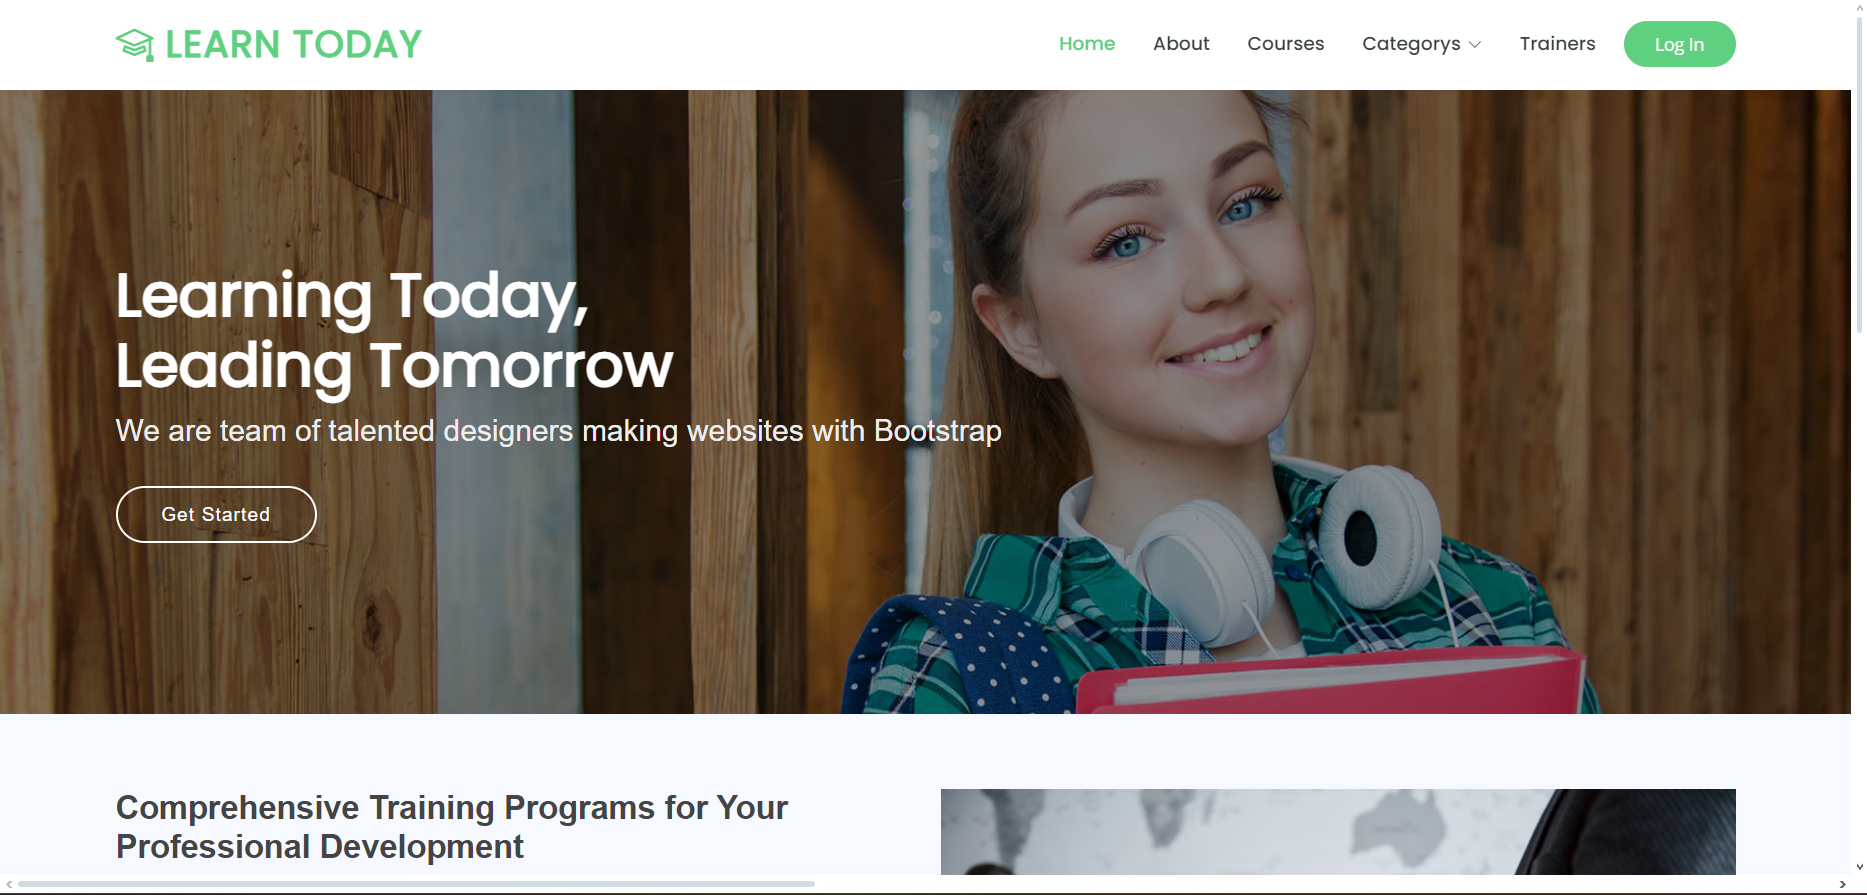 LEARN TODAY
Home About Courses Categorys Trainers Log In
Learning Today,
Leading Tomorrow
We are team of talented designers making websites with Bootstrap
Get Started
Comprehensive Training Programs for Your
Professional Development